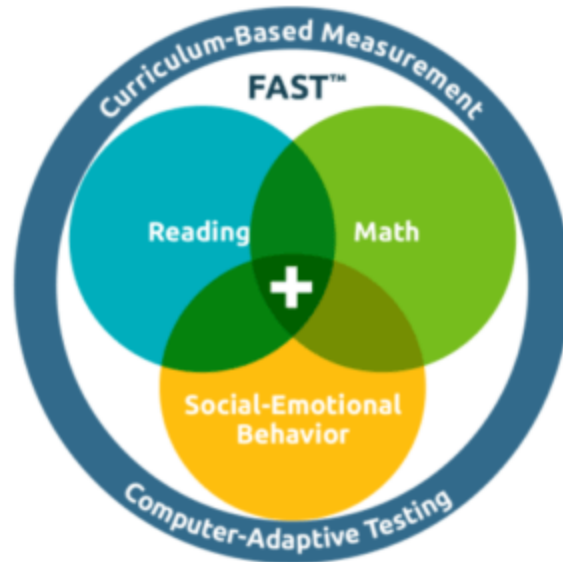 Curriculum-Based Measurement
FAST™
Reading
Math
Social-Emotional
Behavior
Computer-Adaptive Testing